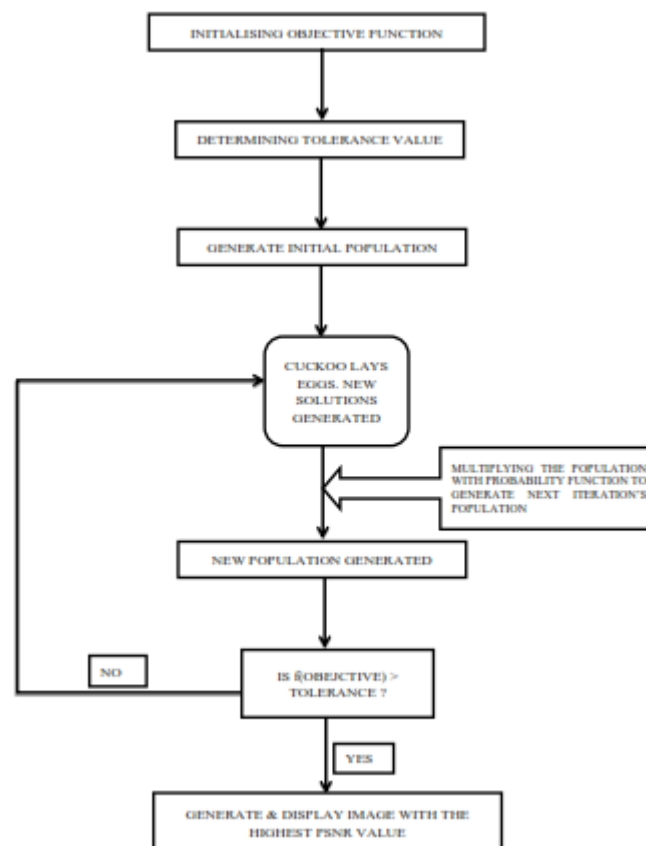 INITIALISING OBJECTIVE FUNCTION
DETERMINING TOLERANCE VALUE
GENERATE INITIAL POPULATION
CUCKOO LAYS
EGGS. NEW
SOLUTIONS
GENERATED
MULTIPLYING THE POPULATION
WITH PROBABILITY FUNCTION TO
GENERATE NEXT ITERATION'S
POPULATION
NEW POPULATION GENERATED
IS f(OBEJCTIVE) >
TOLERANCE ?
NO
YES
GENERATE & DISPLAY IMAGE WITH THE
HIGHEST PSNR VALUE